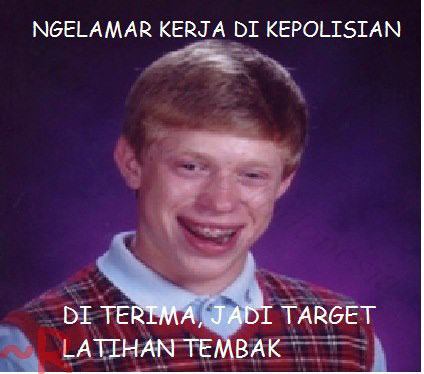 NGELAMAR KERJA DI KEPOLISIAN
DI TERIMA, JADI TARGET
LATIHAN TEMBAK